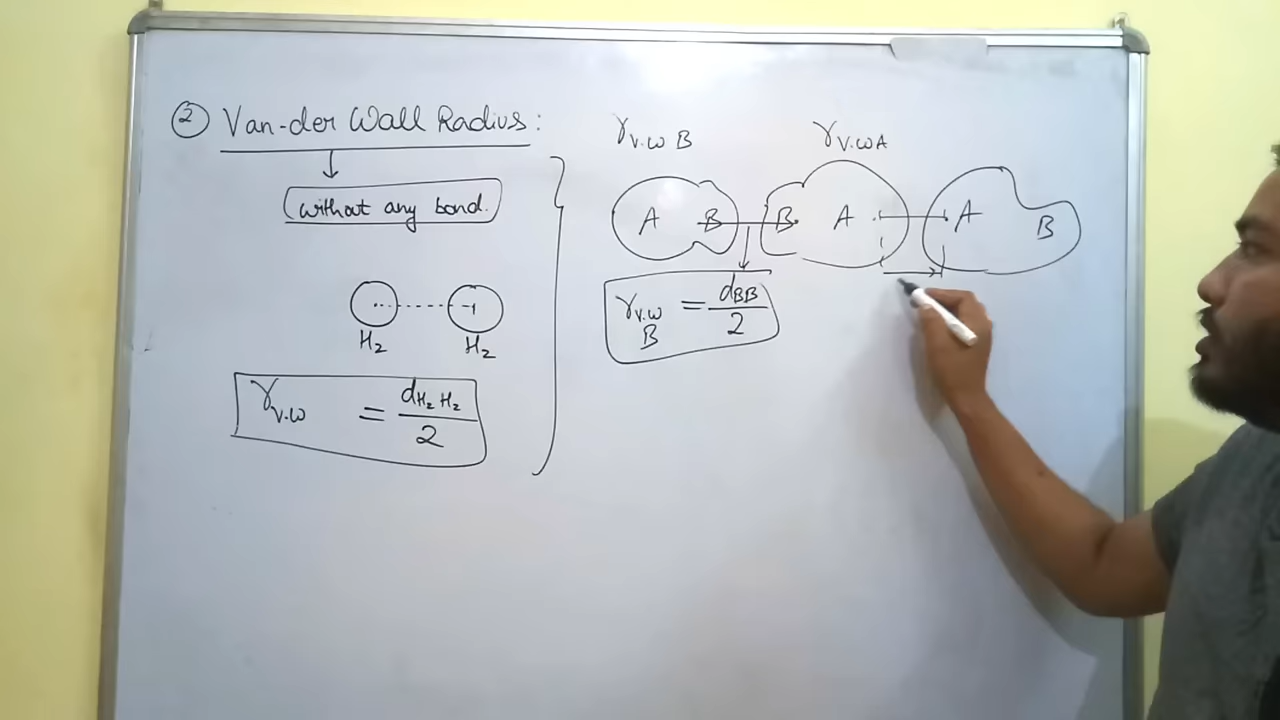 ② Van-der Wall Radius:
without any bond.
H₂ H₂
r_v.w = d_H₂H₂ / 2
r_v.w B r_v.w A
A B B A A B
r_v.w B = d_BB / 2